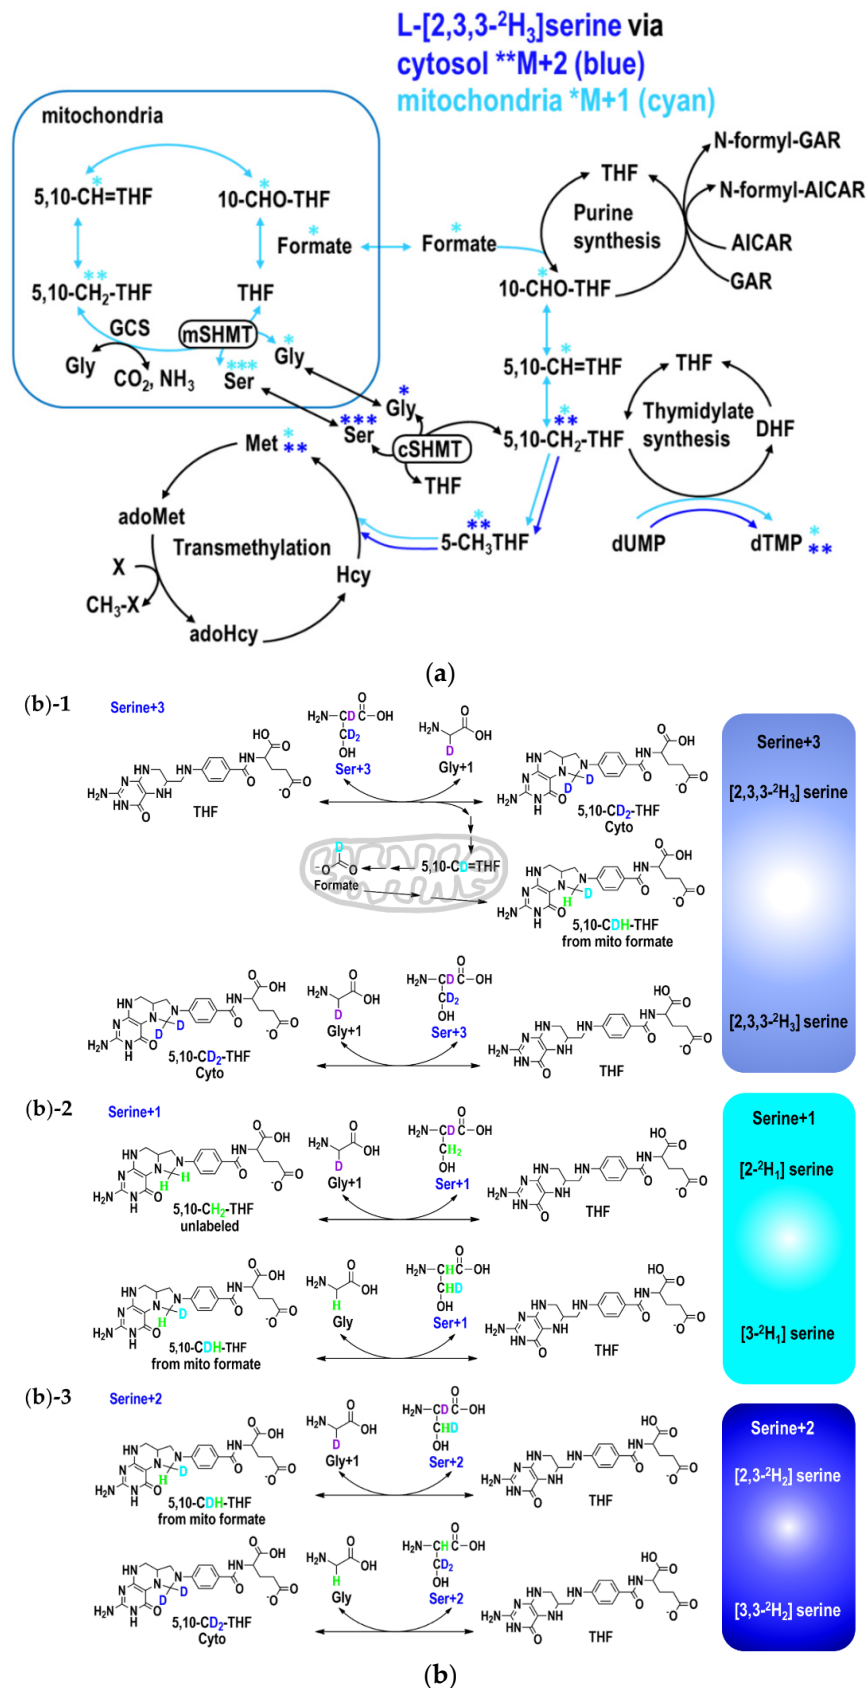 L-[2,3,3-²H₃]serine via
cytosol **M+2 (blue)
mitochondria *M+1 (cyan)
mitochondria
5,10-CH=THF
*
10-CHO-THF
*
Formate
*
Formate
*
5,10-CH₂-THF
**
THF
GCS
mSHMT
Gly
CO₂, NH₃
Ser
***
Gly
*
THF
Purine
synthesis
N-formyl-GAR
N-formyl-AICAR
AICAR
GAR
10-CHO-THF
*
5,10-CH=THF
*
Gly
*
Ser
***
cSHMT
THF
5,10-CH₂-THF
*
**
THF
Thymidylate
synthesis
DHF
Met
*
**
adoMet
Transmethylation
X
CH₃-X
Hcy
adoHcy
5-CH₃THF
*
**
dUMP
dTMP
*
**
(a)
(b)-1
Serine+3
H₂N
D
O
OH
D₂
OH
Ser+3
H₂N
O
OH
D
Gly+1
THF
5,10-CD₂-THF
Cyto
D
⁻O
O
Formate
5,10-CD=THF
5,10-CDH-THF
from mito formate
5,10-CD₂-THF
Cyto
Gly+1
Ser+3
THF
Serine+3
[2,3,3-²H₃] serine
[2,3,3-²H₃] serine
(b)-2
Serine+1
5,10-CH₂-THF
unlabeled
Gly+1
Ser+1
THF
5,10-CDH-THF
from mito formate
Gly
Ser+1
THF
Serine+1
[2-²H₁] serine
[3-²H₁] serine
(b)-3
Serine+2
5,10-CDH-THF
from mito formate
Gly+1
Ser+2
THF
5,10-CD₂-THF
Cyto
Gly
Ser+2
THF
Serine+2
[2,3-²H₂] serine
[3,3-²H₂] serine
(b)